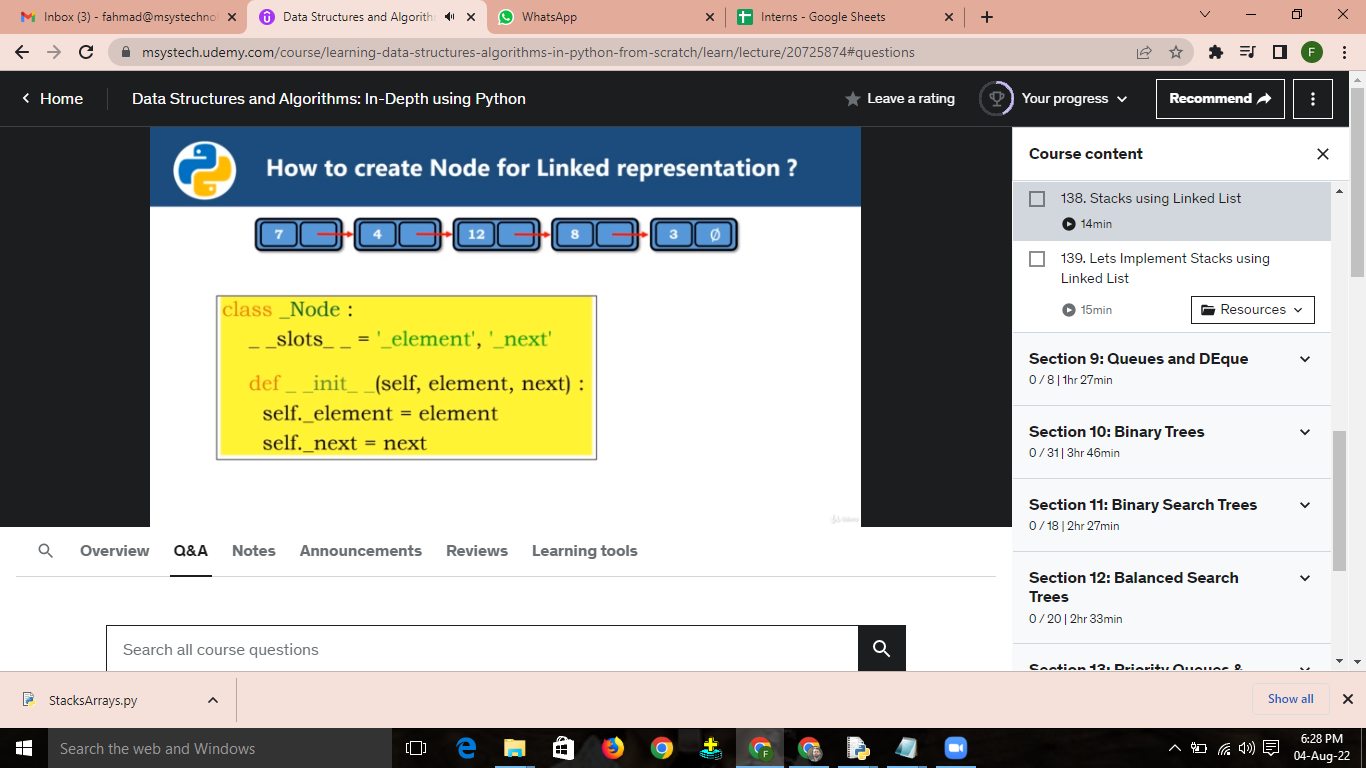 Inbox (3) - fahmad@msystechno
Data Structures and Algorith
WhatsApp
Interns - Google Sheets
msystech.udemy.com/course/learning-data-structures-algorithms-in-python-from-scratch/learn/lecture/20725874#questions
F
Home
Data Structures and Algorithms: In-Depth using Python
Leave a rating
Your progress
Recommend
How to create Node for Linked representation ?
7 4 12 8 3 Ø
class _Node :
_ _slots_ _ = '_element', '_next'
def _ _init_ _(self, element, next) :
self._element = element
self._next = next
Course content
138. Stacks using Linked List
14min
139. Lets Implement Stacks using
Linked List
15min
Resources
Section 9: Queues and DEque
0 / 8 | 1hr 27min
Section 10: Binary Trees
0 / 31 | 3hr 46min
Section 11: Binary Search Trees
0 / 18 | 2hr 27min
Section 12: Balanced Search
Trees
0 / 20 | 2hr 33min
Section 13: Priority Queues &
Overview
Q&A
Notes
Announcements
Reviews
Learning tools
Search all course questions
StacksArrays.py
Show all
Search the web and Windows
6:28 PM
04-Aug-22